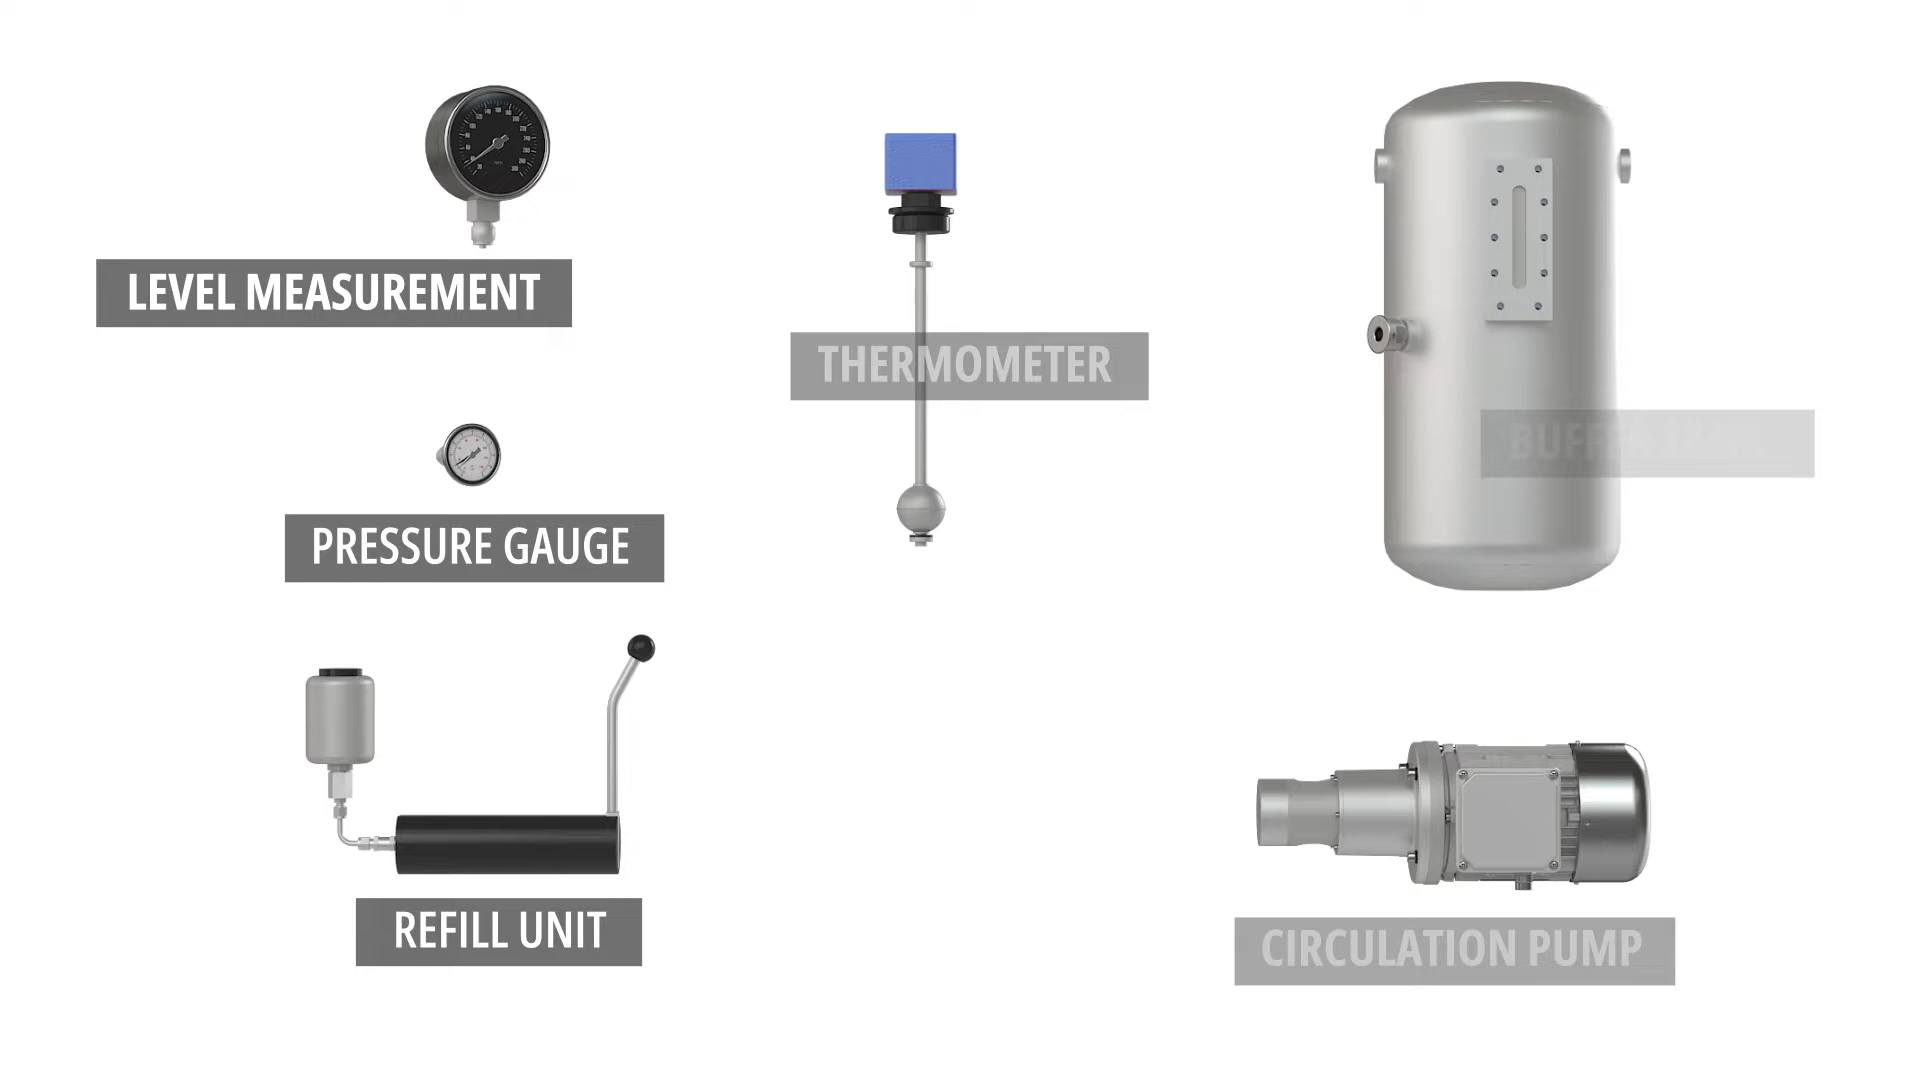 LEVEL MEASUREMENT
THERMOMETER
PRESSURE GAUGE
REFILL UNIT
CIRCULATION PUMP